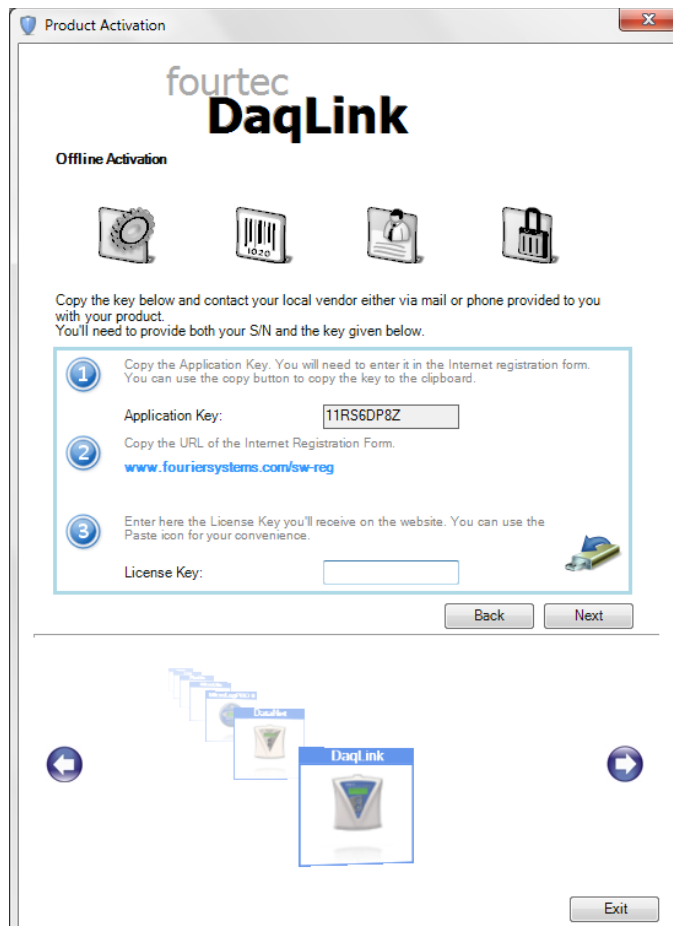 Product Activation
fourtec
DaqLink
Offline Activation
1020
Copy the key below and contact your local vendor either via mail or phone provided to you
with your product.
You'll need to provide both your S/N and the key given below.
1
Copy the Application Key. You will need to enter it in the Internet registration form.
You can use the copy button to copy the key to the clipboard.
Application Key: 11RS6DP8Z
2
Copy the URL of the Internet Registration Form.
www.fouriersystems.com/sw-reg
3
Enter here the License Key you'll receive on the website. You can use the
Paste icon for your convenience.
License Key:
Back Next
DataNet
DaqLink
Exit